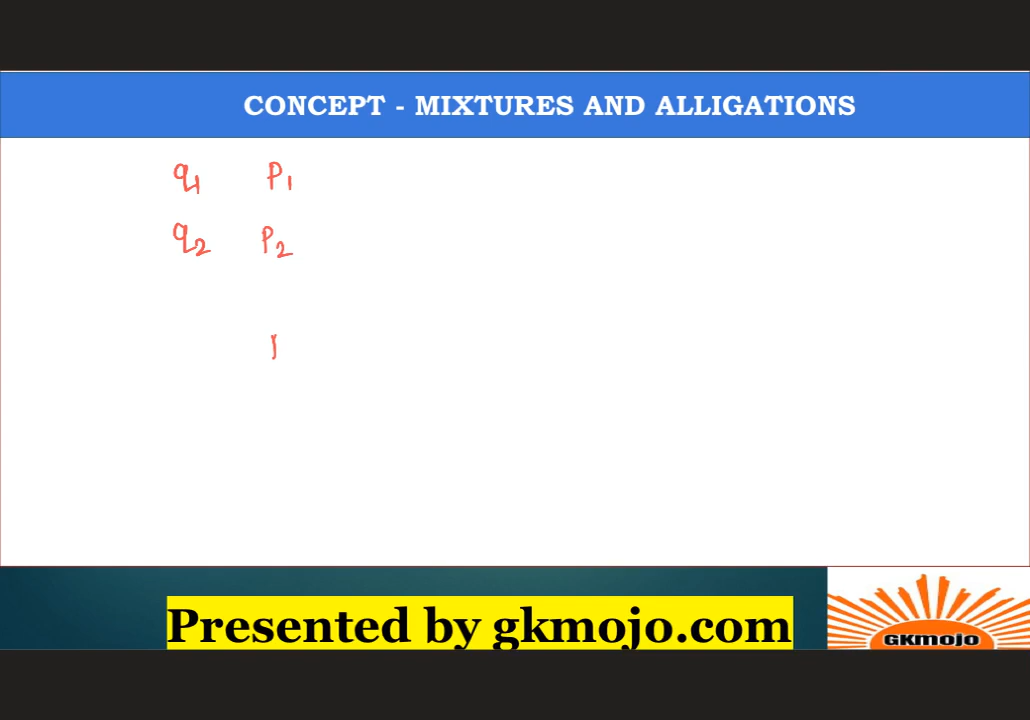 CONCEPT - MIXTURES AND ALLIGATIONS
q1 P1
q2 P2
Presented by gkmojo.com
GKmojo